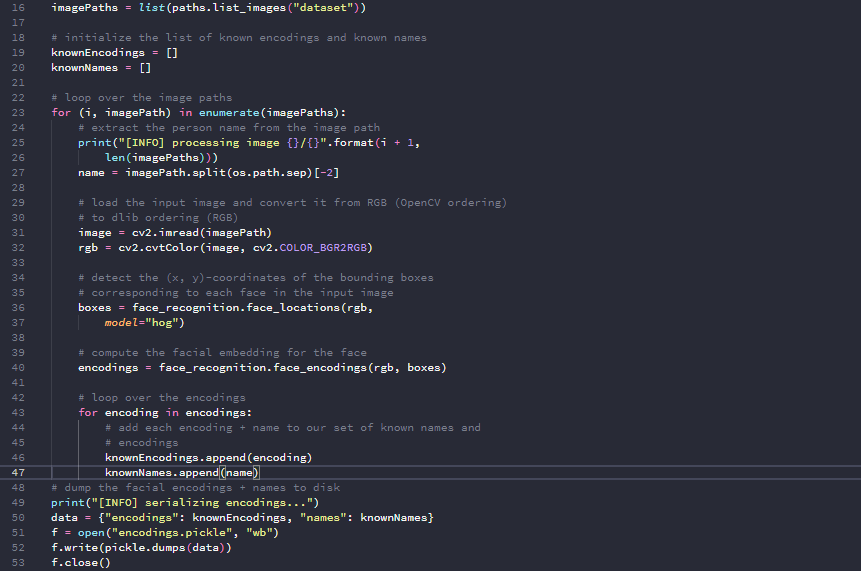 16 imagePaths = list(paths.list_images("dataset"))
17
18 # initialize the list of known encodings and known names
19 knownEncodings = []
20 knownNames = []
21
22 # loop over the image paths
23 for (i, imagePath) in enumerate(imagePaths):
24     # extract the person name from the image path
25     print("[INFO] processing image {}/{}".format(i + 1,
26         len(imagePaths)))
27     name = imagePath.split(os.path.sep)[-2]
28
29     # load the input image and convert it from RGB (OpenCV ordering)
30     # to dlib ordering (RGB)
31     image = cv2.imread(imagePath)
32     rgb = cv2.cvtColor(image, cv2.COLOR_BGR2RGB)
33
34     # detect the (x, y)-coordinates of the bounding boxes
35     # corresponding to each face in the input image
36     boxes = face_recognition.face_locations(rgb,
37         model="hog")
38
39     # compute the facial embedding for the face
40     encodings = face_recognition.face_encodings(rgb, boxes)
41
42     # loop over the encodings
43     for encoding in encodings:
44         # add each encoding + name to our set of known names and
45         # encodings
46         knownEncodings.append(encoding)
47         knownNames.append(name)
48 # dump the facial encodings + names to disk
49 print("[INFO] serializing encodings...")
50 data = {"encodings": knownEncodings, "names": knownNames}
51 f = open("encodings.pickle", "wb")
52 f.write(pickle.dumps(data))
53 f.close()